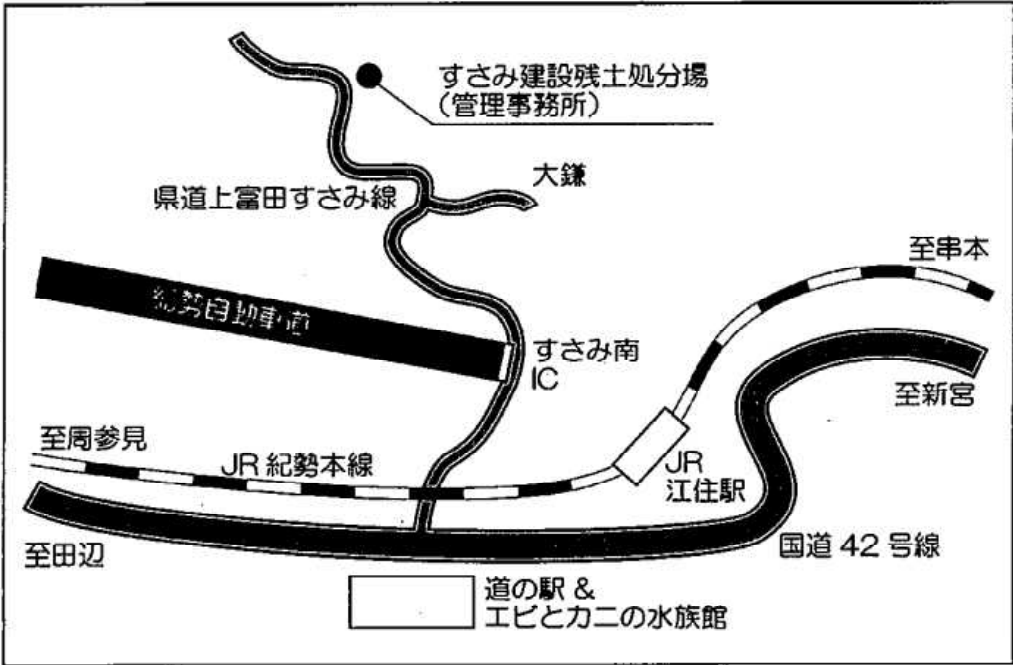 すさみ建設残土処分場
(管理事務所)
大鎌
県道上富田すさみ線
至串本
紀勢自動車道
すさみ南
IC
至新宮
至周参見
JR 紀勢本線
JR
江住駅
至田辺
国道 42 号線
道の駅 &
エビとカニの水族館